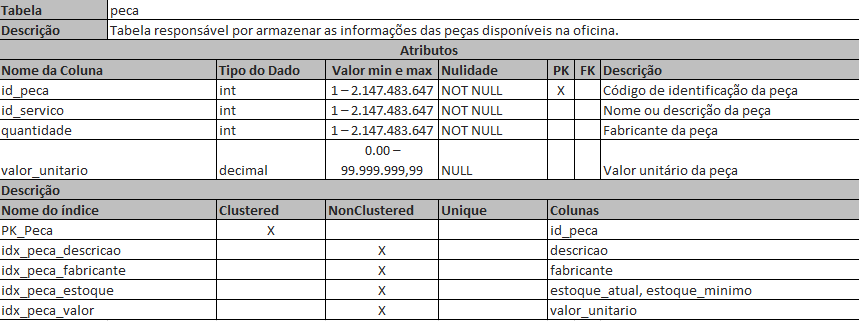 Tabela peca
Descrição Tabela responsável por armazenar as informações das peças disponíveis na oficina.
Atributos
Nome da Coluna Tipo do Dado Valor min e max Nulidade PK FK Descrição
id_peca int 1 – 2.147.483.647 NOT NULL X Código de identificação da peça
id_servico int 1 – 2.147.483.647 NOT NULL Nome ou descrição da peça
quantidade int 1 – 2.147.483.647 NOT NULL Fabricante da peça
0.00 –
valor_unitario decimal 99.999.999,99 NULL Valor unitário da peça
Descrição
Nome do índice Clustered NonClustered Unique Colunas
PK_Peca X id_peca
idx_peca_descricao X descricao
idx_peca_fabricante X fabricante
idx_peca_estoque X estoque_atual, estoque_minimo
idx_peca_valor X valor_unitario